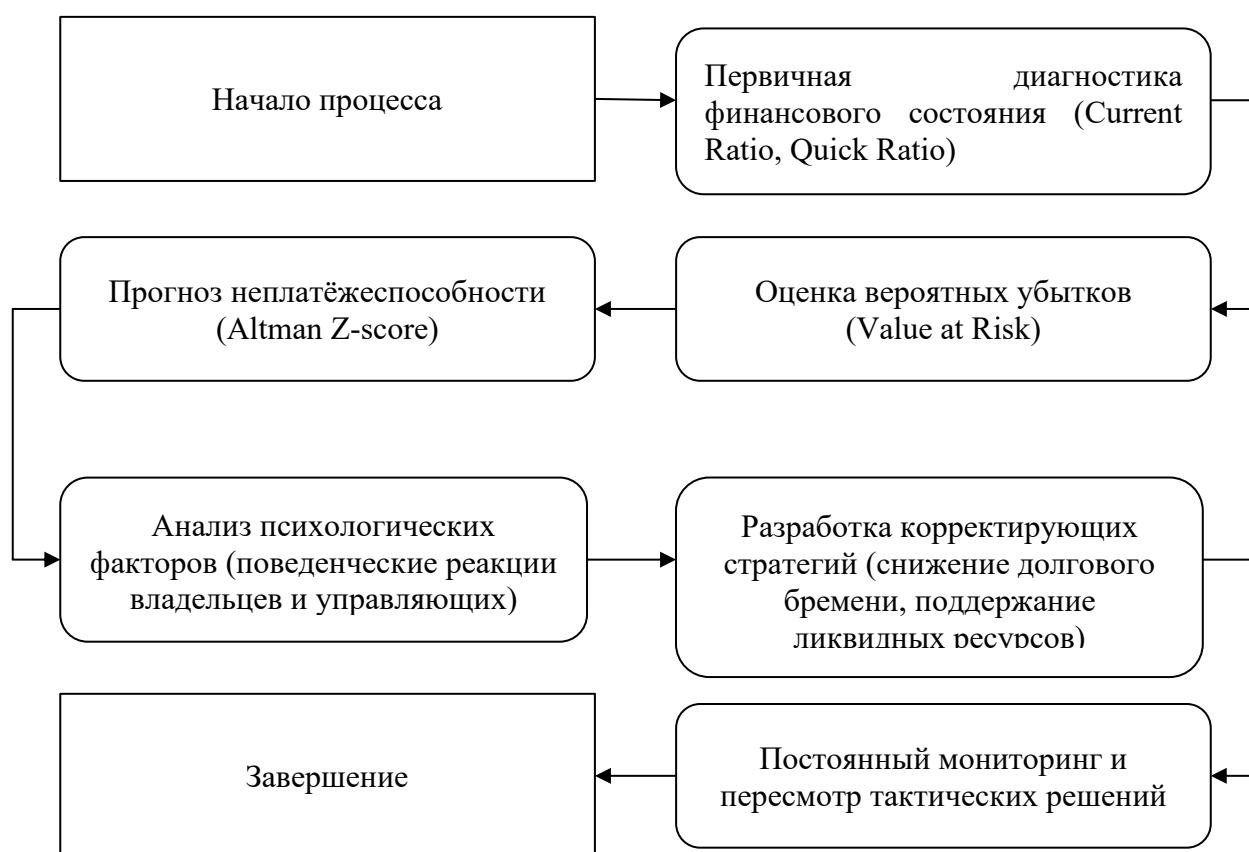 Начало процесса
Первичная диагностика
финансового состояния (Current
Ratio, Quick Ratio)
Прогноз неплатёжеспособности
(Altman Z-score)
Оценка вероятных убытков
(Value at Risk)
Анализ психологических
факторов (поведенческие реакции
владельцев и управляющих)
Разработка корректирующих
стратегий (снижение долгового
бремени, поддержание
ликвидных ресурсов)
Завершение
Постоянный мониторинг и
пересмотр тактических решений